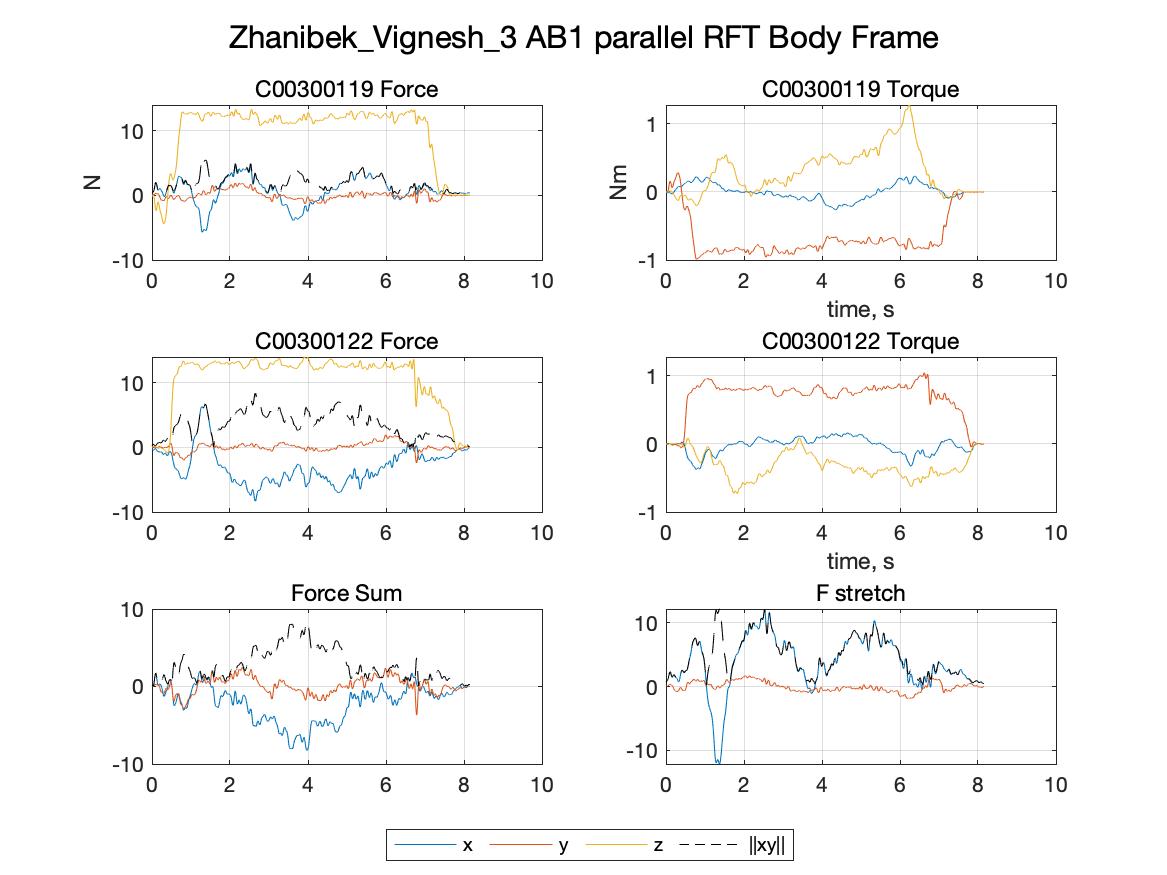 Zhanibek_Vignesh_3 AB1 parallel RFT Body Frame
C00300119 Force
N
10
0
-10
0 2 4 6 8 10
C00300119 Torque
Nm
1
0
-1
0 2 4 6 8 10
time, s
C00300122 Force
10
0
-10
0 2 4 6 8 10
C00300122 Torque
1
0
-1
0 2 4 6 8 10
time, s
Force Sum
10
0
-10
0 2 4 6 8 10
F stretch
10
0
-10
0 2 4 6 8 10
x y z ||xy||